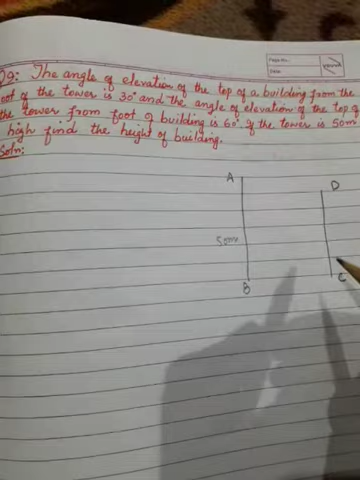 Q9: The angle of elevation of the top of a building from the
foot of the tower is 30° and the angle of elevation of the top of
the tower from foot of building is 60°. If the tower is 50m
high find the height of building.
Soln:
A
D
50m
B
C